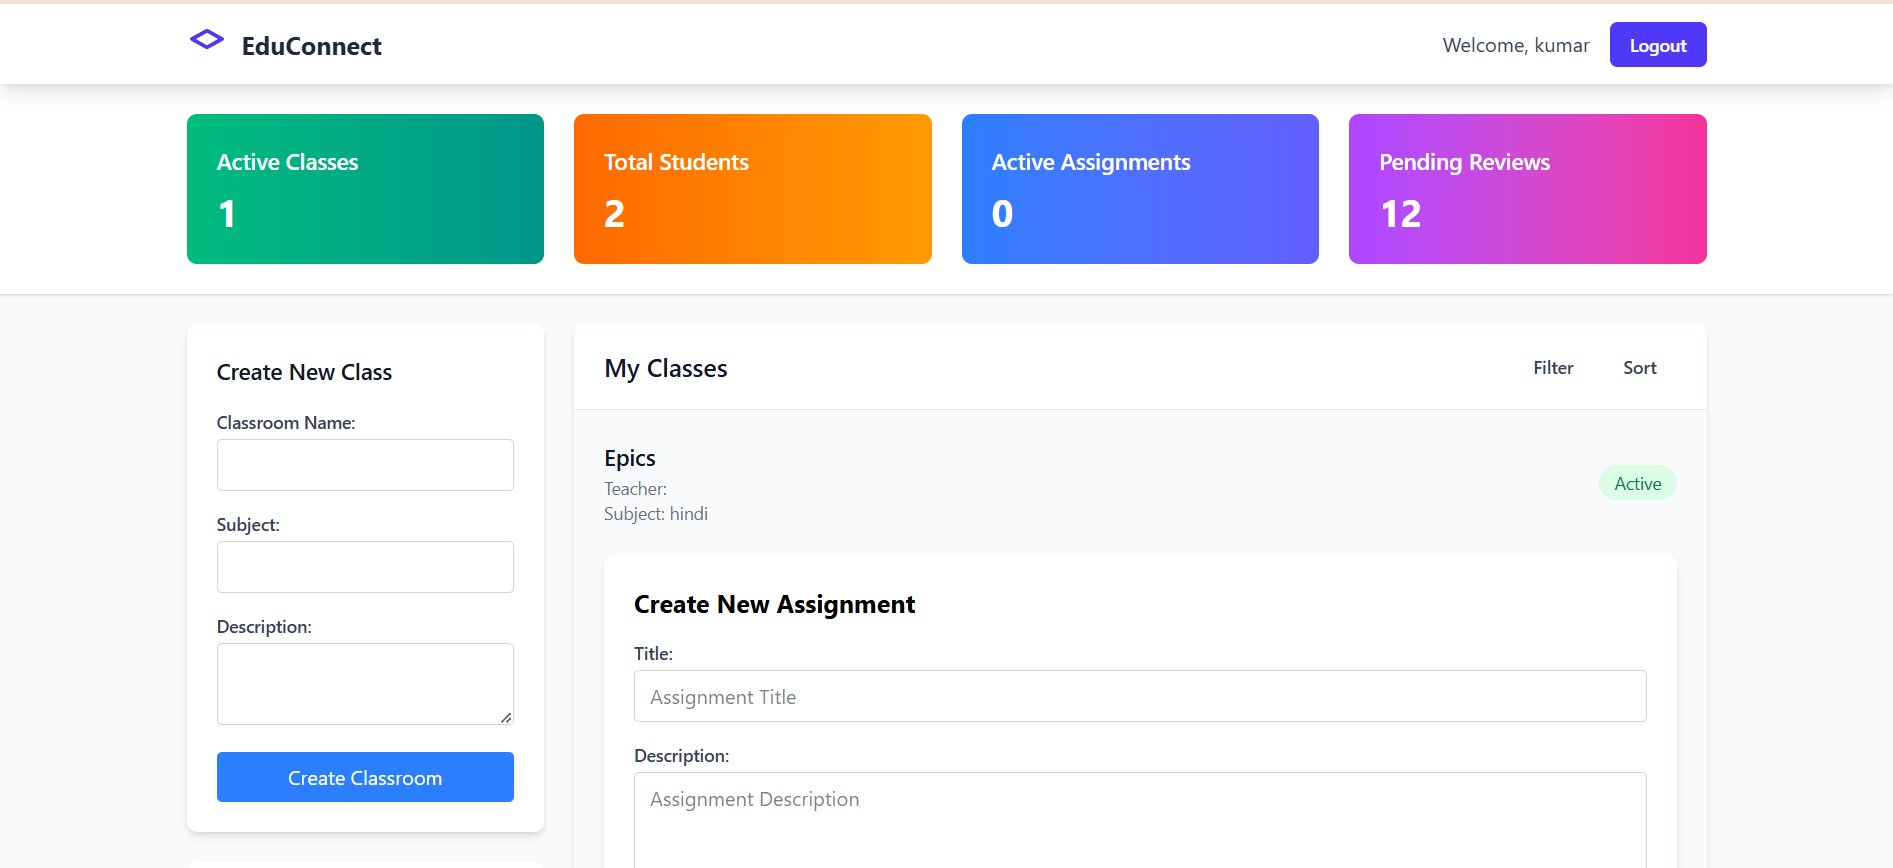 EduConnect
Welcome, kumar
Logout
Active Classes
1
Total Students
2
Active Assignments
0
Pending Reviews
12
Create New Class
Classroom Name:
Subject:
Description:
Create Classroom
My Classes
Filter
Sort
Epics
Teacher:
Subject: hindi
Active
Create New Assignment
Title:
Assignment Title
Description:
Assignment Description